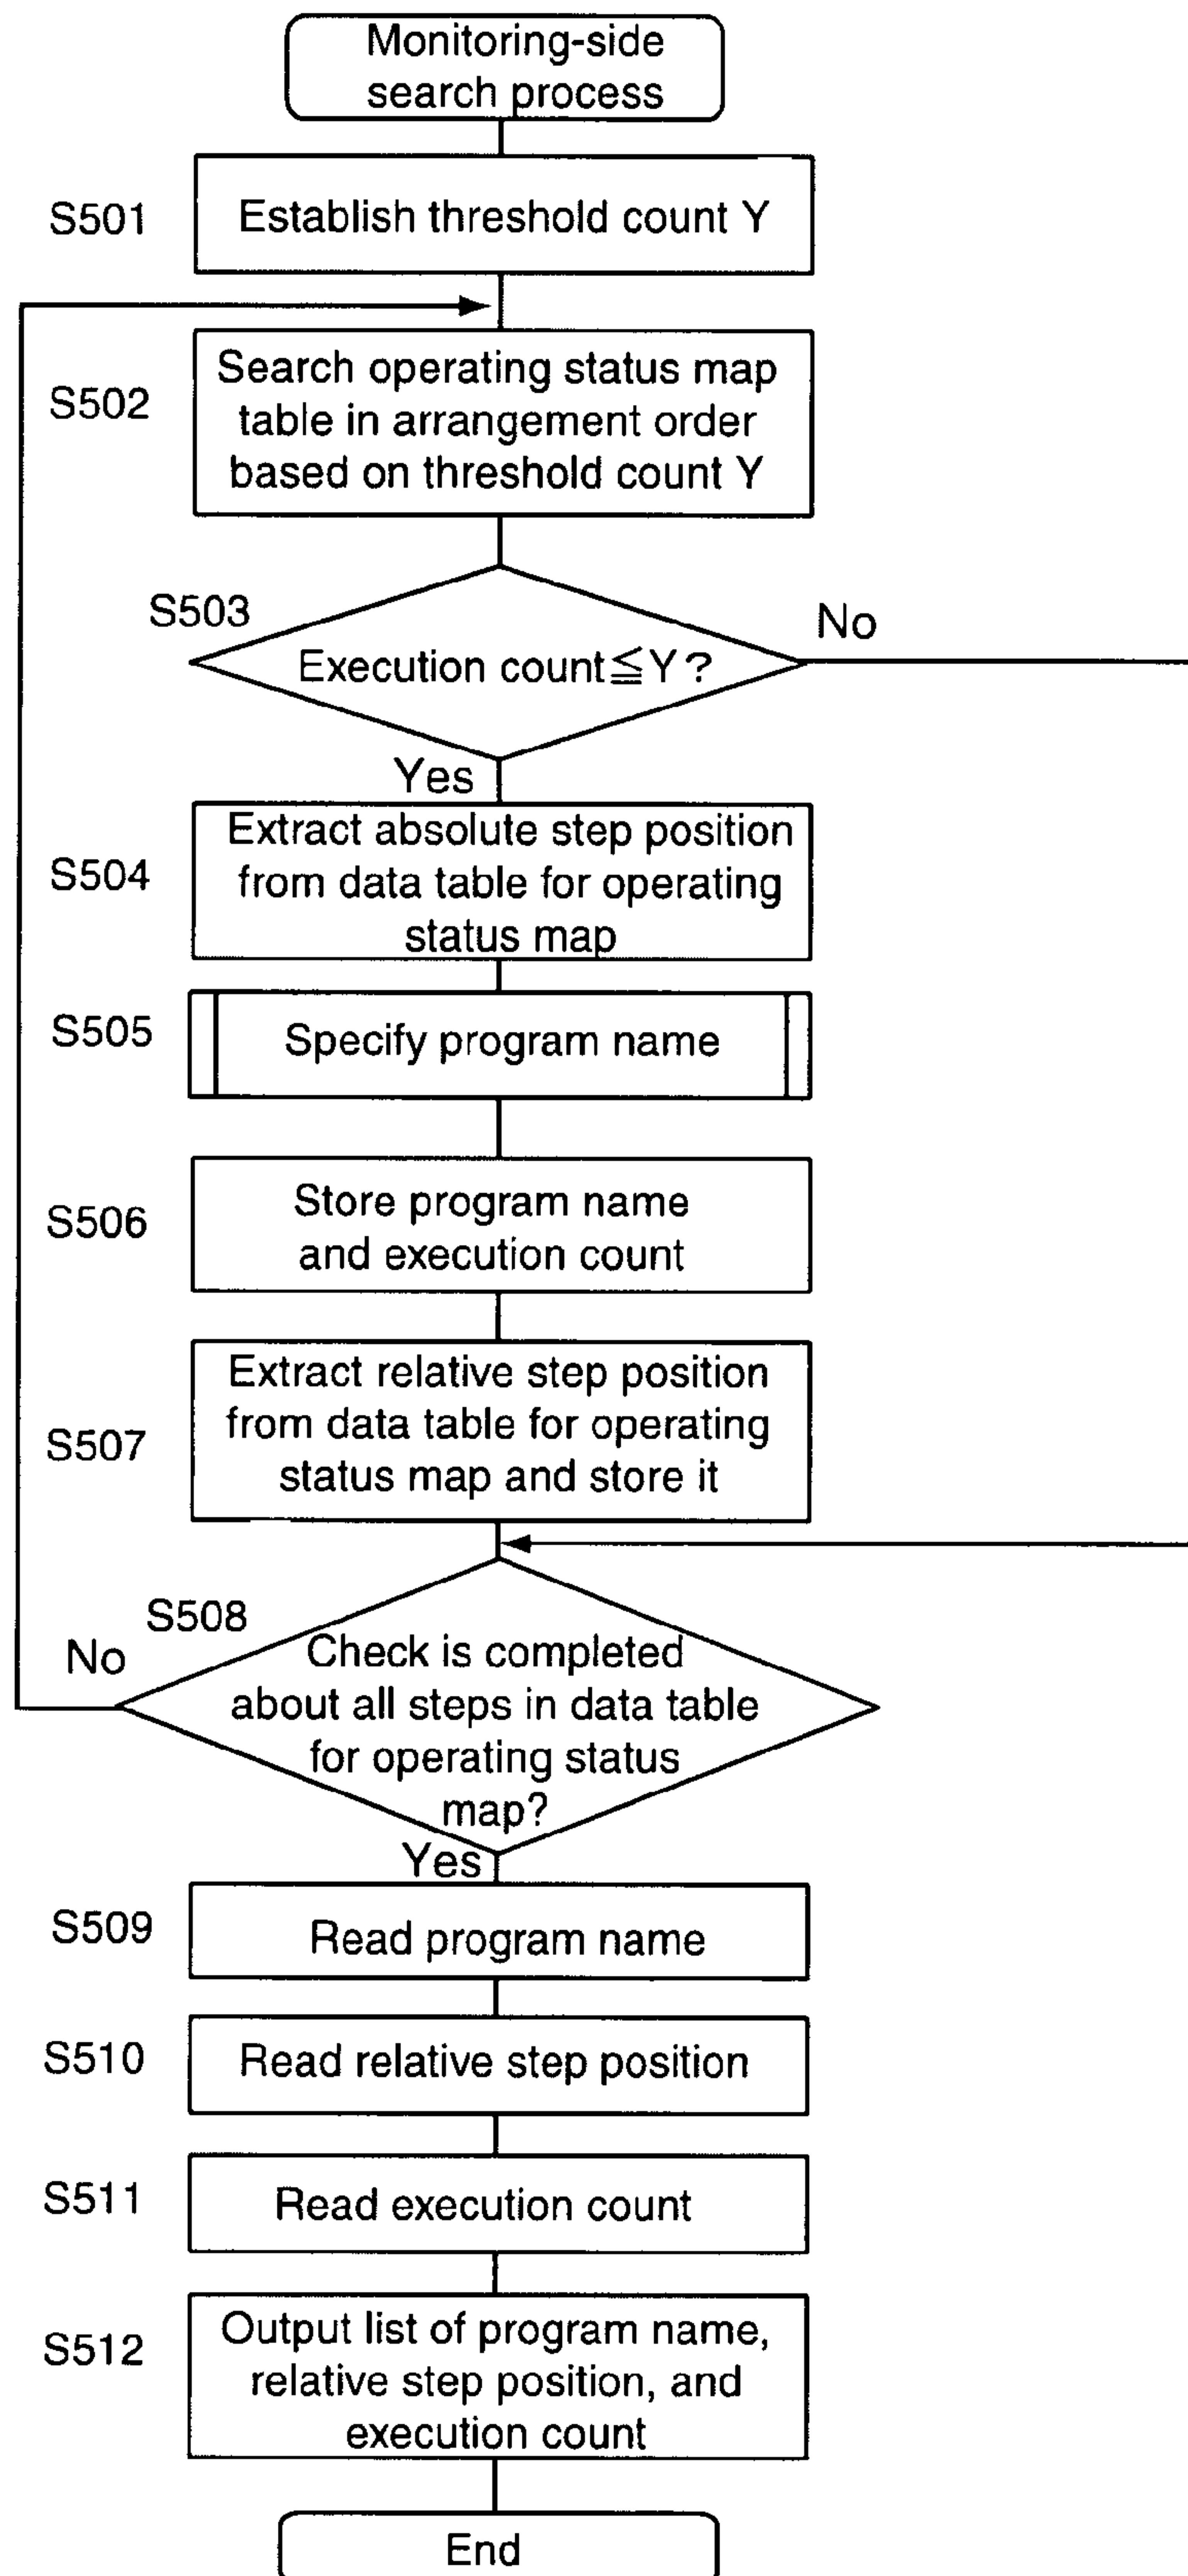 Monitoring-side
search process
S501
Establish threshold count Y
S502
Search operating status map
table in arrangement order
based on threshold count Y
S503
Execution count≦Y?
No
Yes
S504
Extract absolute step position
from data table for operating
status map
S505
Specify program name
S506
Store program name
and execution count
S507
Extract relative step position
from data table for operating
status map and store it
S508
No
Check is completed
about all steps in data table
for operating status
map?
Yes
S509
Read program name
S510
Read relative step position
S511
Read execution count
S512
Output list of program name,
relative step position, and
execution count
End